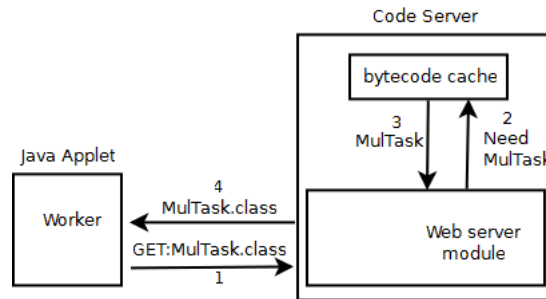 Code Server
bytecode cache
3
MulTask
2
Need
MulTask
Java Applet
Worker
4
MulTask.class
GET:MulTask.class
1
Web server
module